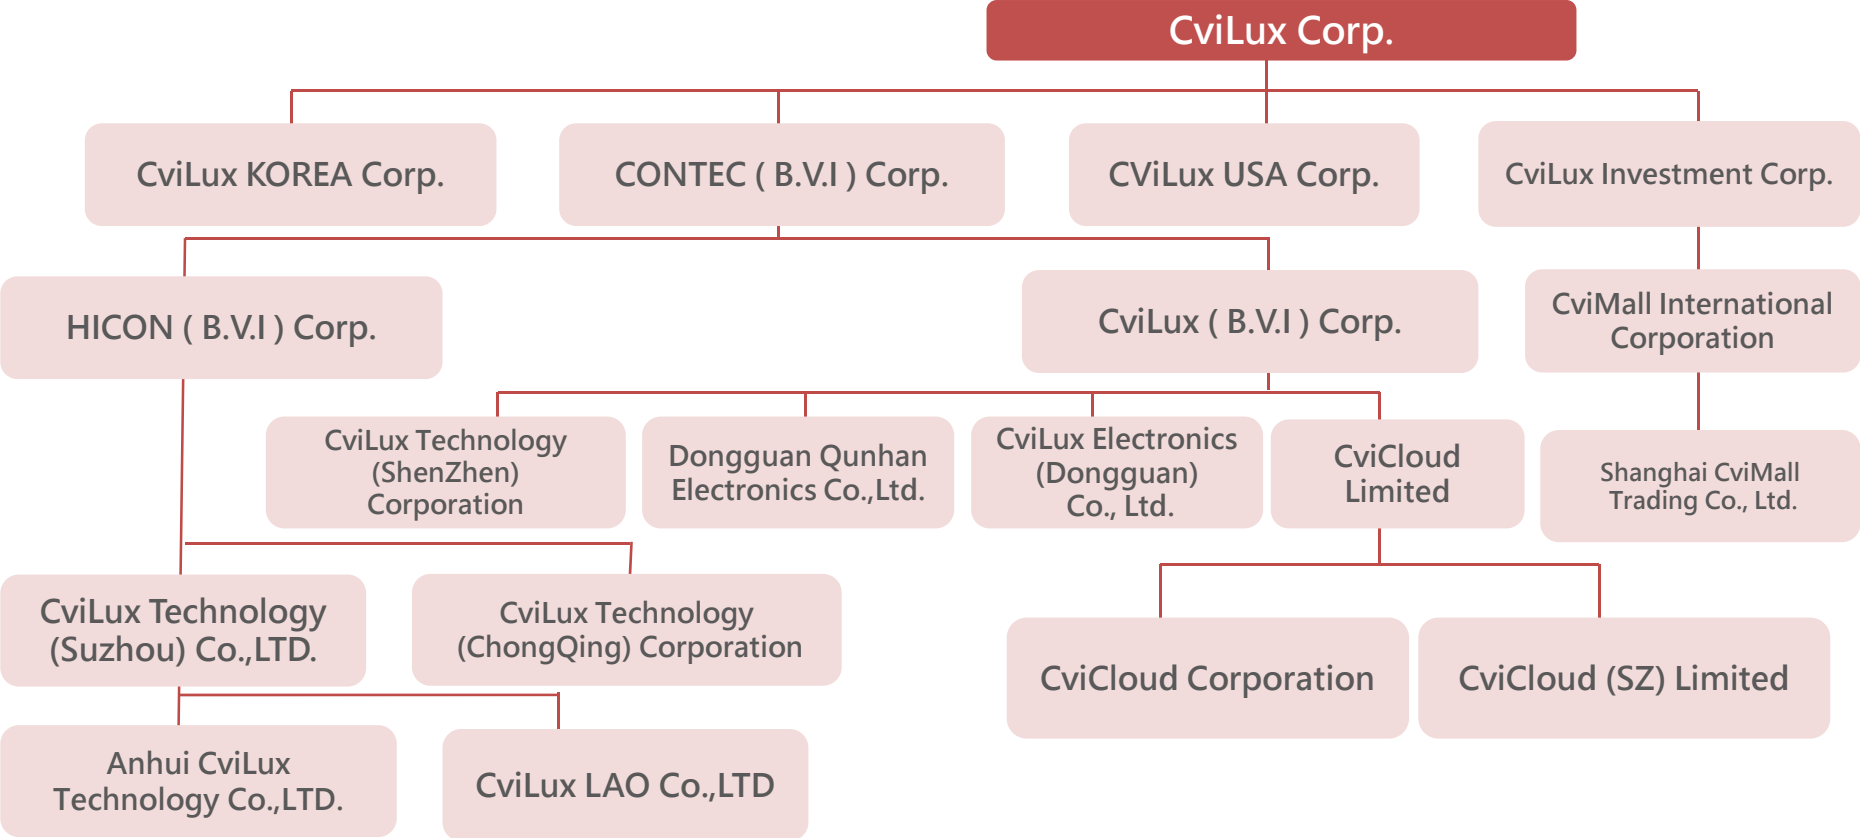 CviLux Corp.
CviLux KOREA Corp.
CONTEC ( B.V.I ) Corp.
CViLux USA Corp.
CviLux Investment Corp.
HICON ( B.V.I ) Corp.
CviLux ( B.V.I ) Corp.
CviMall International
Corporation
CviLux Technology
(ShenZhen)
Corporation
Dongguan Qunhan
Electronics Co.,Ltd.
CviLux Electronics
(Dongguan)
Co., Ltd.
CviCloud
Limited
Shanghai CviMall
Trading Co., Ltd.
CviLux Technology
(Suzhou) Co.,LTD.
CviLux Technology
(ChongQing) Corporation
CviCloud Corporation
CviCloud (SZ) Limited
Anhui CviLux
Technology Co.,LTD.
CviLux LAO Co.,LTD